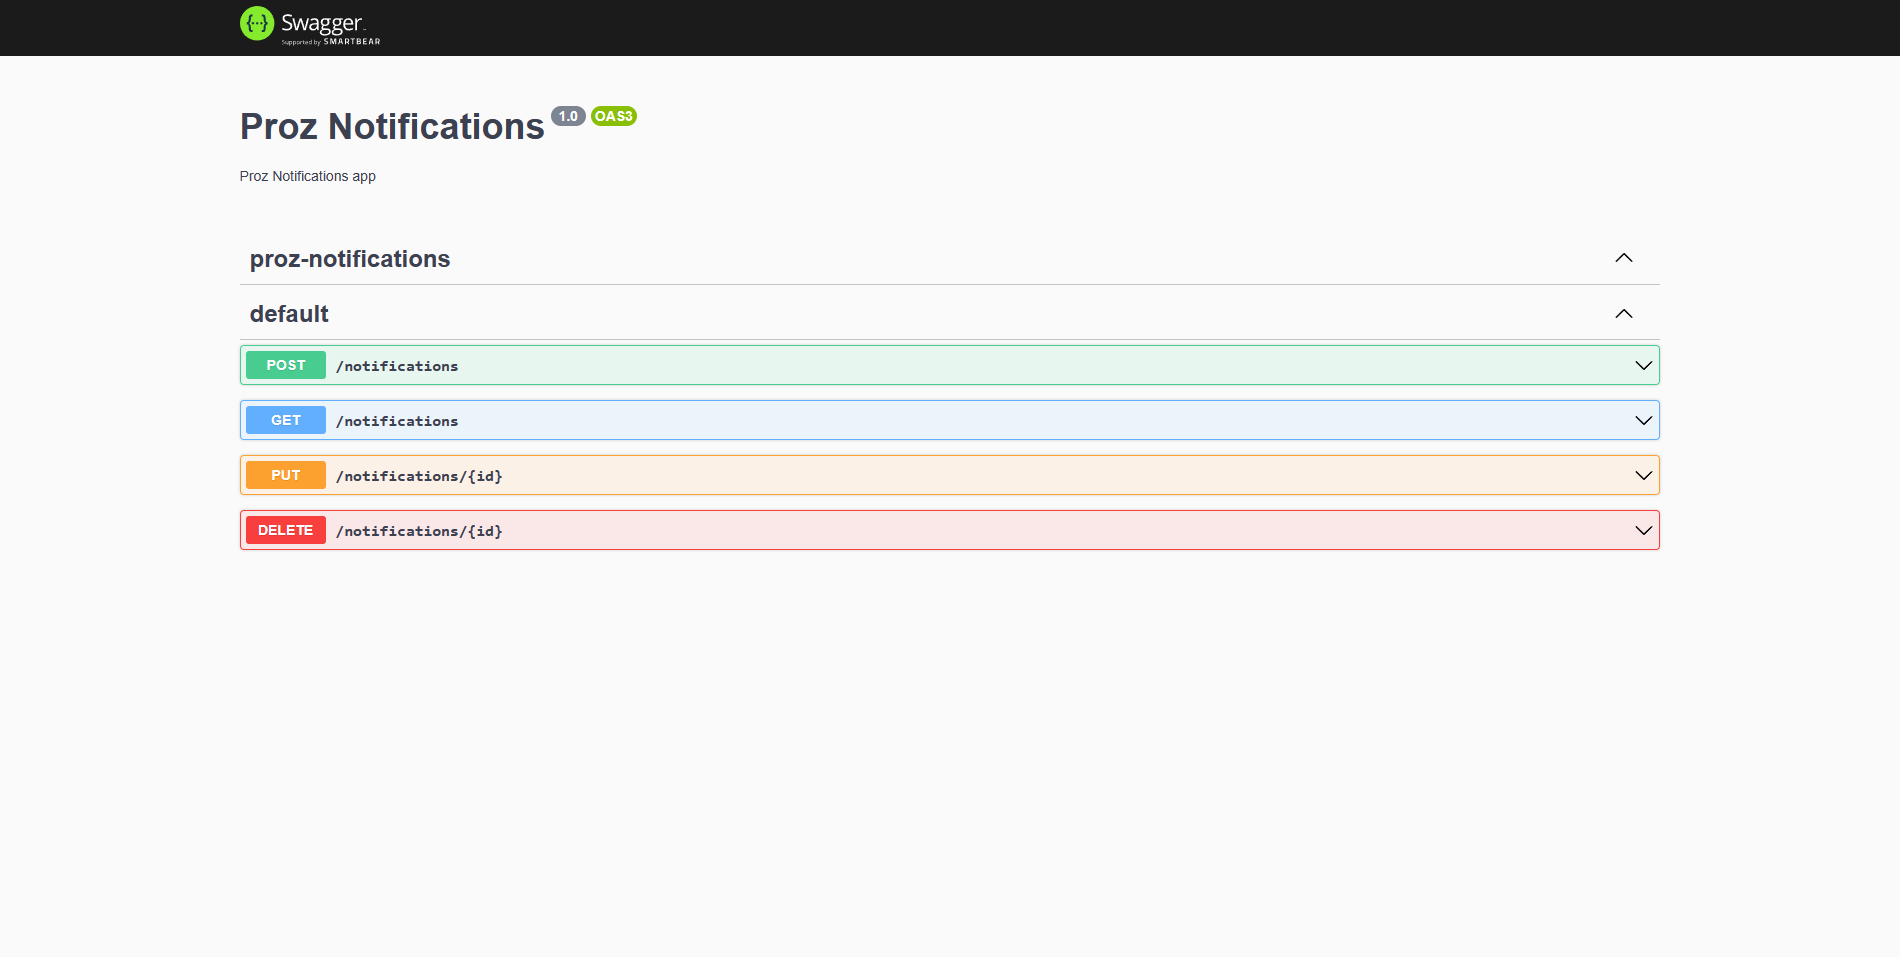 {···} Swagger
Supported by SMARTBEAR
Proz Notifications 1.0 OAS3
Proz Notifications app
proz-notifications
default
POST /notifications
GET /notifications
PUT /notifications/{id}
DELETE /notifications/{id}